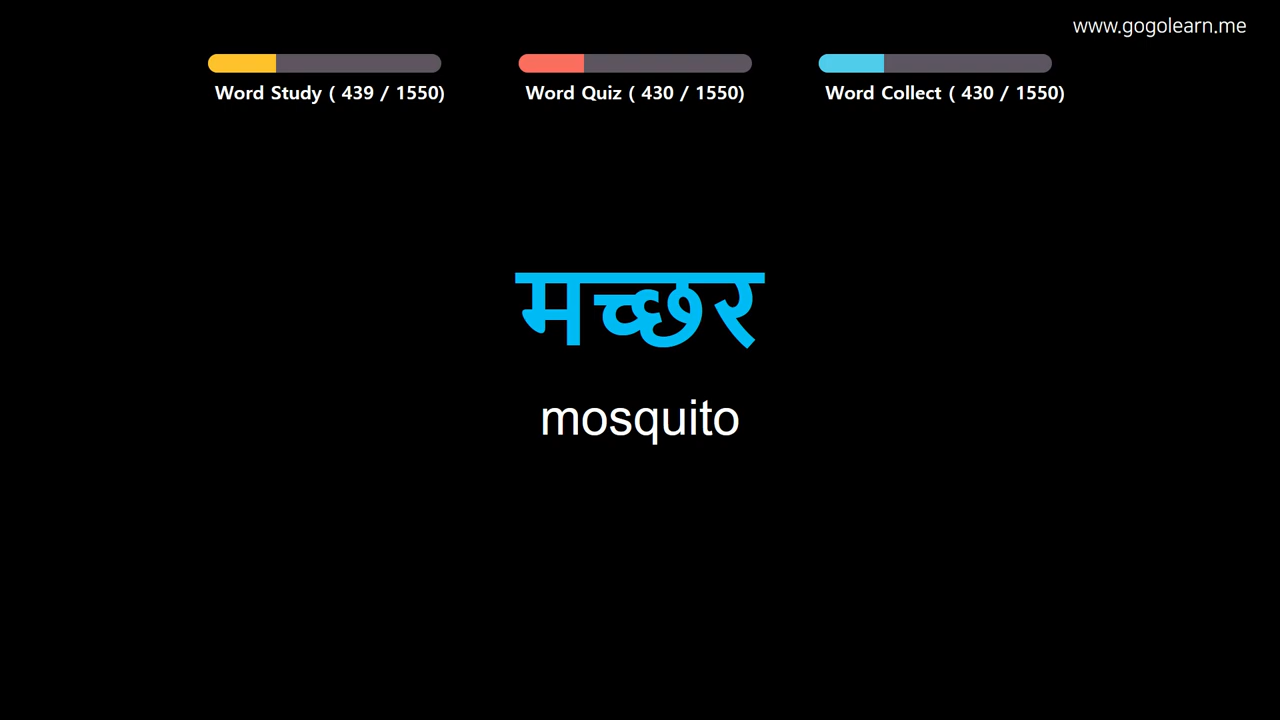 www.gogolearn.me
Word Study ( 439 / 1550)
Word Quiz ( 430 / 1550)
Word Collect ( 430 / 1550)
मच्छर
mosquito